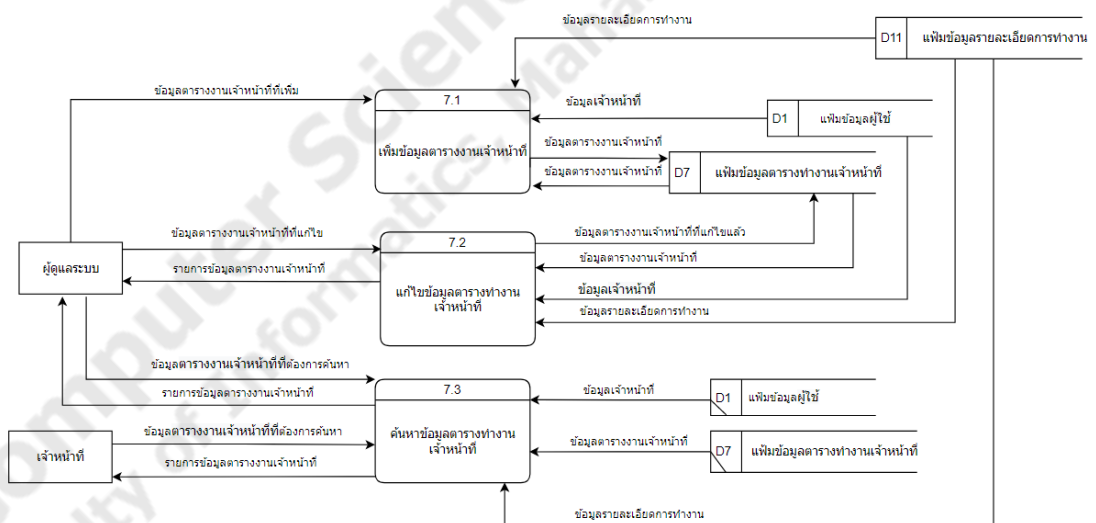 ข้อมูลรายละเอียดการทำงาน
D11 แฟ้มข้อมูลรายละเอียดการทำงาน
ข้อมูลตารางงานเจ้าหน้าที่ที่เพิ่ม
7.1
ข้อมูลเจ้าหน้าที่
D1 แฟ้มข้อมูลผู้ใช้
เพิ่มข้อมูลตารางงานเจ้าหน้าที่
ข้อมูลตารางงานเจ้าหน้าที่
ข้อมูลตารางงานเจ้าหน้าที่
D7 แฟ้มข้อมูลตารางทำงานเจ้าหน้าที่
ข้อมูลตารางงานเจ้าหน้าที่ที่แก้ไข
7.2
ข้อมูลตารางงานเจ้าหน้าที่ที่แก้ไขแล้ว
ผู้ดูแลระบบ
รายการข้อมูลตารางงานเจ้าหน้าที่
ข้อมูลตารางงานเจ้าหน้าที่
แก้ไขข้อมูลตารางทำงาน
เจ้าหน้าที่
ข้อมูลเจ้าหน้าที่
ข้อมูลรายละเอียดการทำงาน
ข้อมูลตารางงานเจ้าหน้าที่ที่ต้องการค้นหา
รายการข้อมูลตารางงานเจ้าหน้าที่
7.3
ข้อมูลเจ้าหน้าที่
D1 แฟ้มข้อมูลผู้ใช้
ข้อมูลตารางงานเจ้าหน้าที่ที่ต้องการค้นหา
ค้นหาข้อมูลตารางทำงาน
เจ้าหน้าที่
ข้อมูลตารางงานเจ้าหน้าที่
D7 แฟ้มข้อมูลตารางทำงานเจ้าหน้าที่
เจ้าหน้าที่
รายการข้อมูลตารางงานเจ้าหน้าที่
ข้อมูลรายละเอียดการทำงาน
omputer Scien
ty of Informatics, Maha